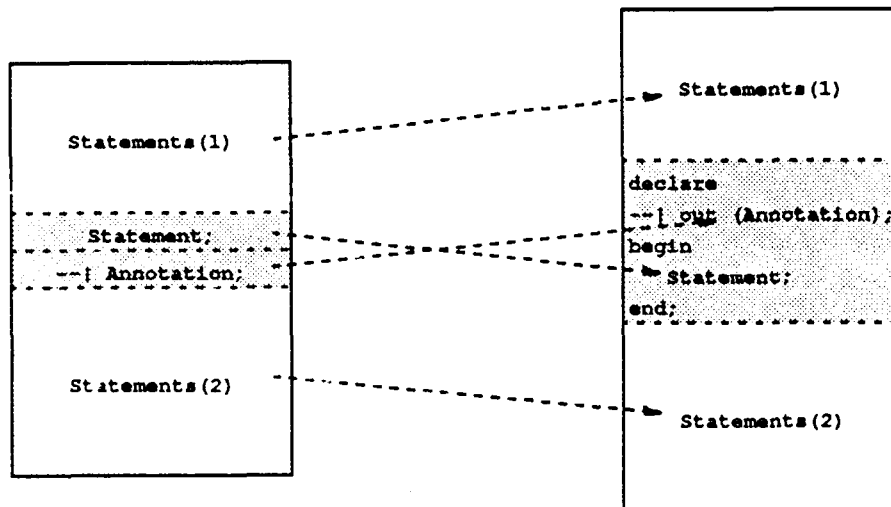 Statements(1)
Statement;
--| Annotation;
Statements(2)
Statements(1)
declare
--| out (Annotation);
begin
Statement;
end;
Statements(2)